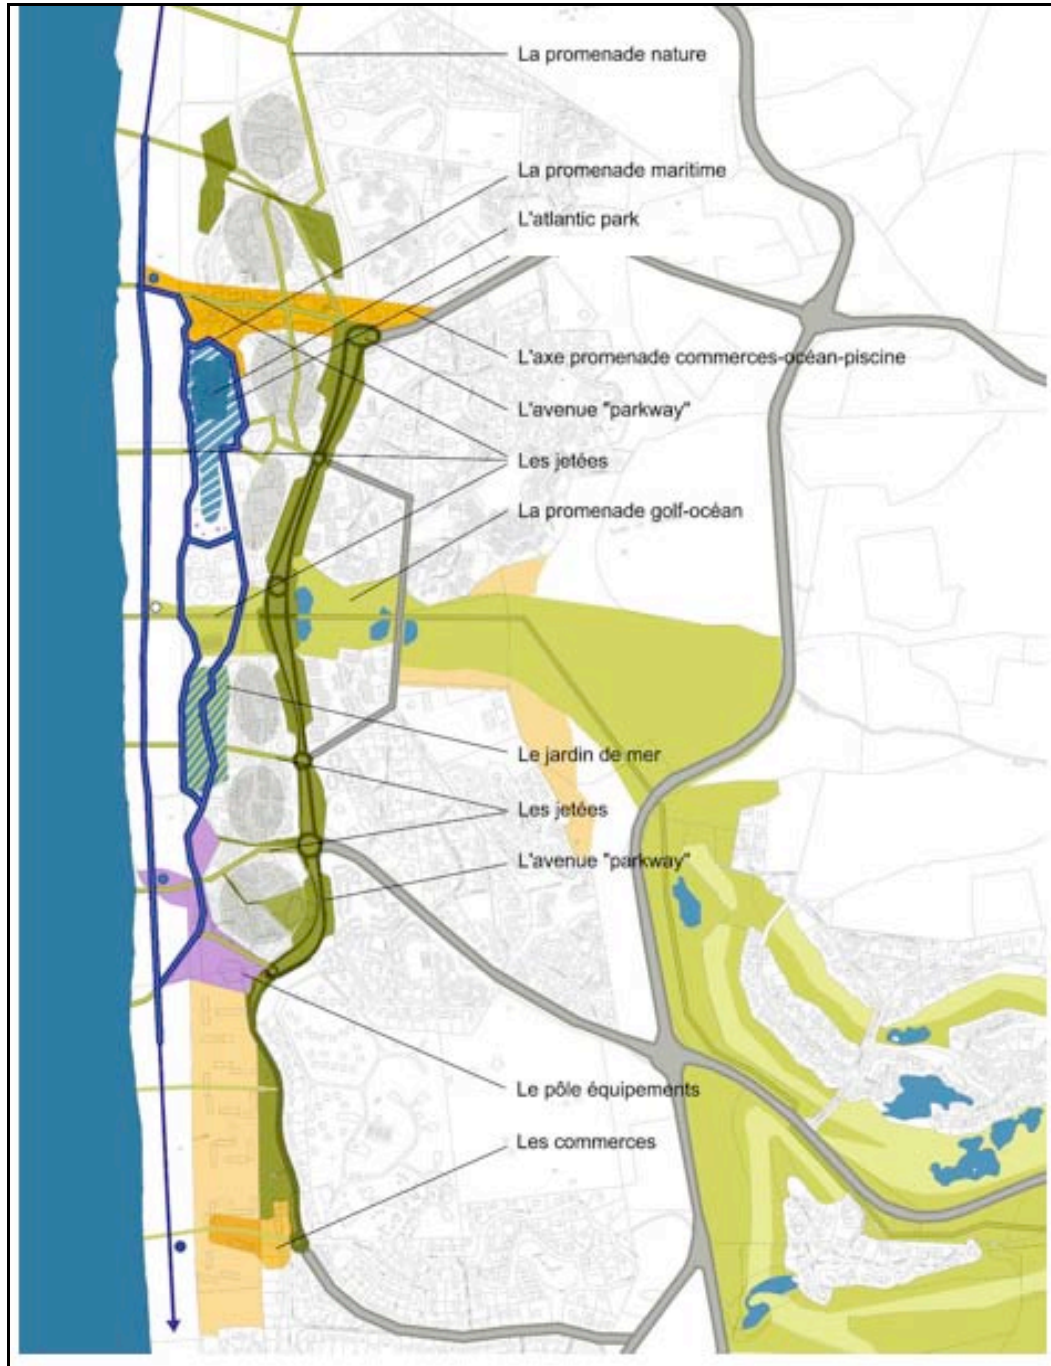 La promenade nature
La promenade maritime
L'atlantic park
L'axe promenade commerces-océan-piscine
L'avenue "parkway"
Les jetées
La promenade golf-océan
Le jardin de mer
Les jetées
L'avenue "parkway"
Le pôle équipements
Les commerces